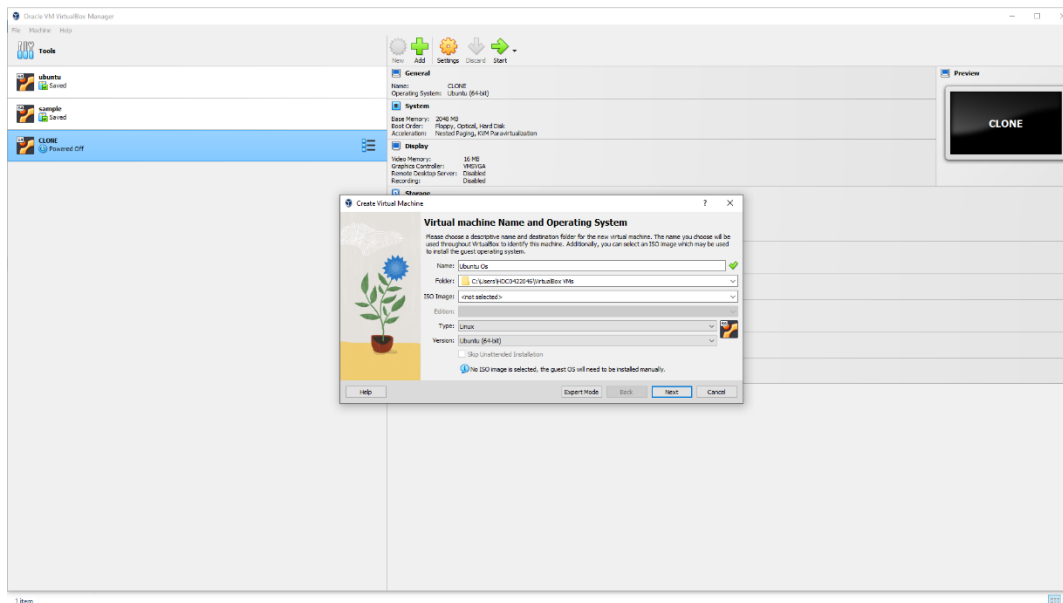 Oracle VM VirtualBox Manager
File Machine Help
Tools
ubuntu
Saved
sample
Saved
CLONE
Powered Off
New Add Settings Discard Start
General
Name: CLONE
Operating System: Ubuntu (64-bit)
System
Base Memory: 2048 MB
Boot Order: Floppy, Optical, Hard Disk
Acceleration: Nested Paging, KVM Paravirtualization
Display
Video Memory: 16 MB
Graphics Controller: VMSVGA
Remote Desktop Server: Disabled
Recording: Disabled
Storage
Preview
CLONE
Create Virtual Machine ?
Virtual machine Name and Operating System
Please choose a descriptive name and destination folder for the new virtual machine. The name you choose will be
used throughout VirtualBox to identify this machine. Additionally, you can select an ISO image which may be used
to install the guest operating system.
Name: Ubuntu Os
Folder: C:\Users\HDC0422046\VirtualBox VMs
ISO Image: <not selected>
Edition:
Type: Linux
Version: Ubuntu (64-bit)
Skip Unattended Installation
No ISO image is selected, the guest OS will need to be installed manually.
Help Expert Mode Back Next Cancel
1 item